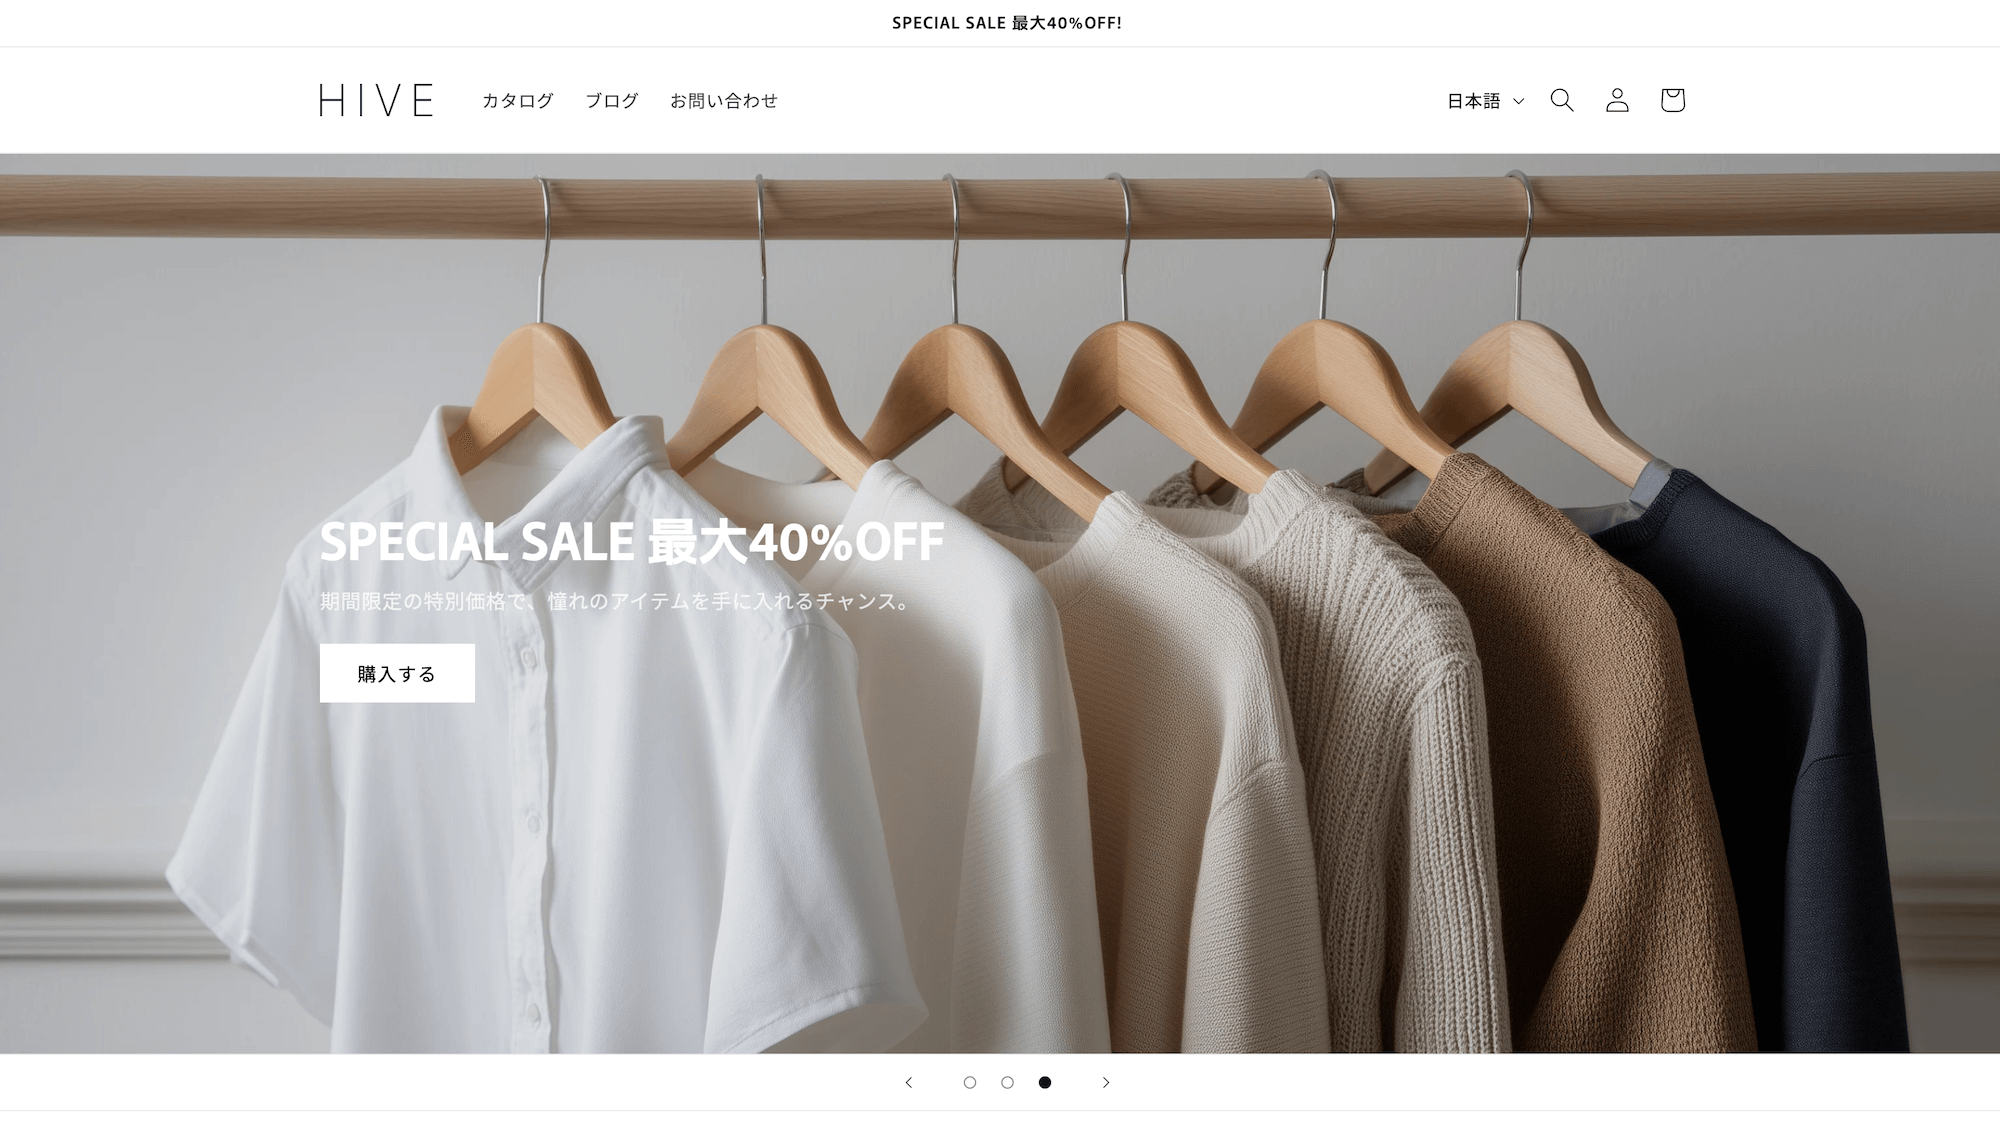 SPECIAL SALE 最大40%OFF!
HIVE
カタログ ブログ お問い合わせ
日本語
SPECIAL SALE 最大40%OFF
期間限定の特別価格で、憧れのアイテムを手に入れるチャンス。
購入する